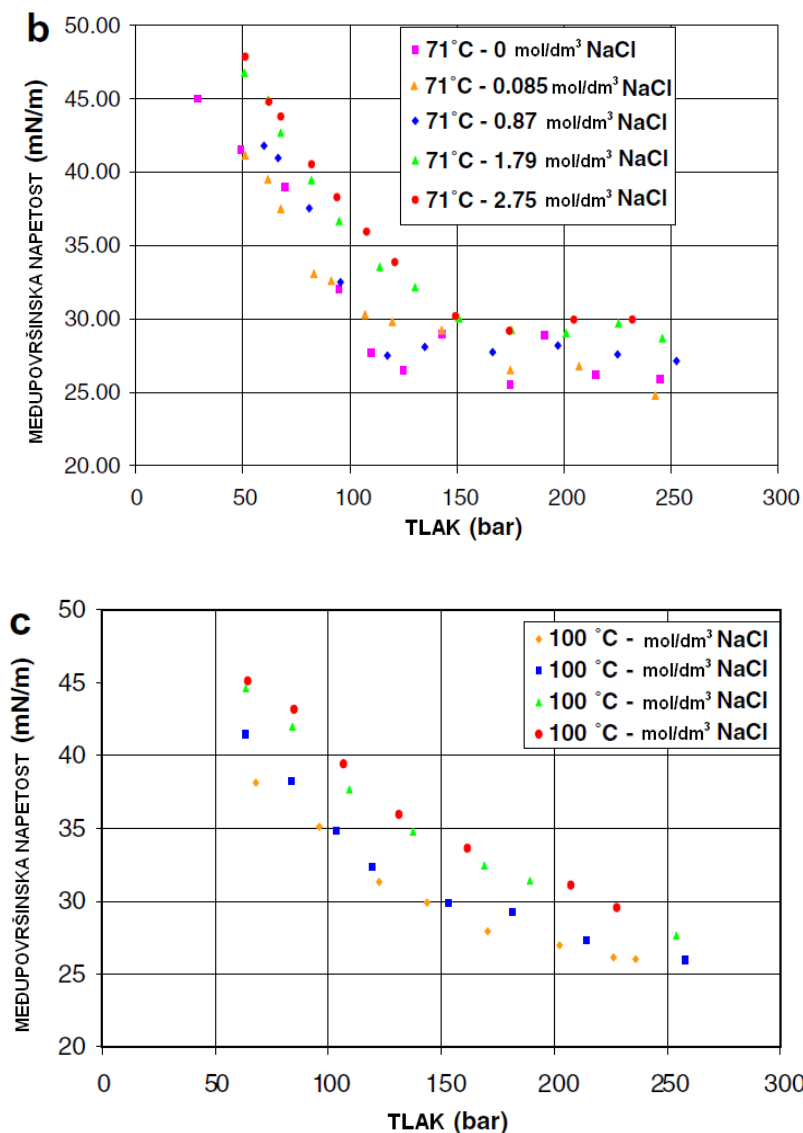 b
50.00
45.00
40.00
35.00
30.00
25.00
20.00
MEĐUPOVRŠINSKA NAPETOST (mN/m)
71°C - 0 mol/dm³ NaCl
71°C - 0.085 mol/dm³ NaCl
71°C - 0.87 mol/dm³ NaCl
71°C - 1.79 mol/dm³ NaCl
71°C - 2.75 mol/dm³ NaCl
0 50 100 150 200 250 300
TLAK (bar)
c
50
45
40
35
30
25
20
MEĐUPOVRŠINSKA NAPETOST (mN/m)
100 °C - mol/dm³ NaCl
100 °C - mol/dm³ NaCl
100 °C - mol/dm³ NaCl
100 °C - mol/dm³ NaCl
0 50 100 150 200 250 300
TLAK (bar)